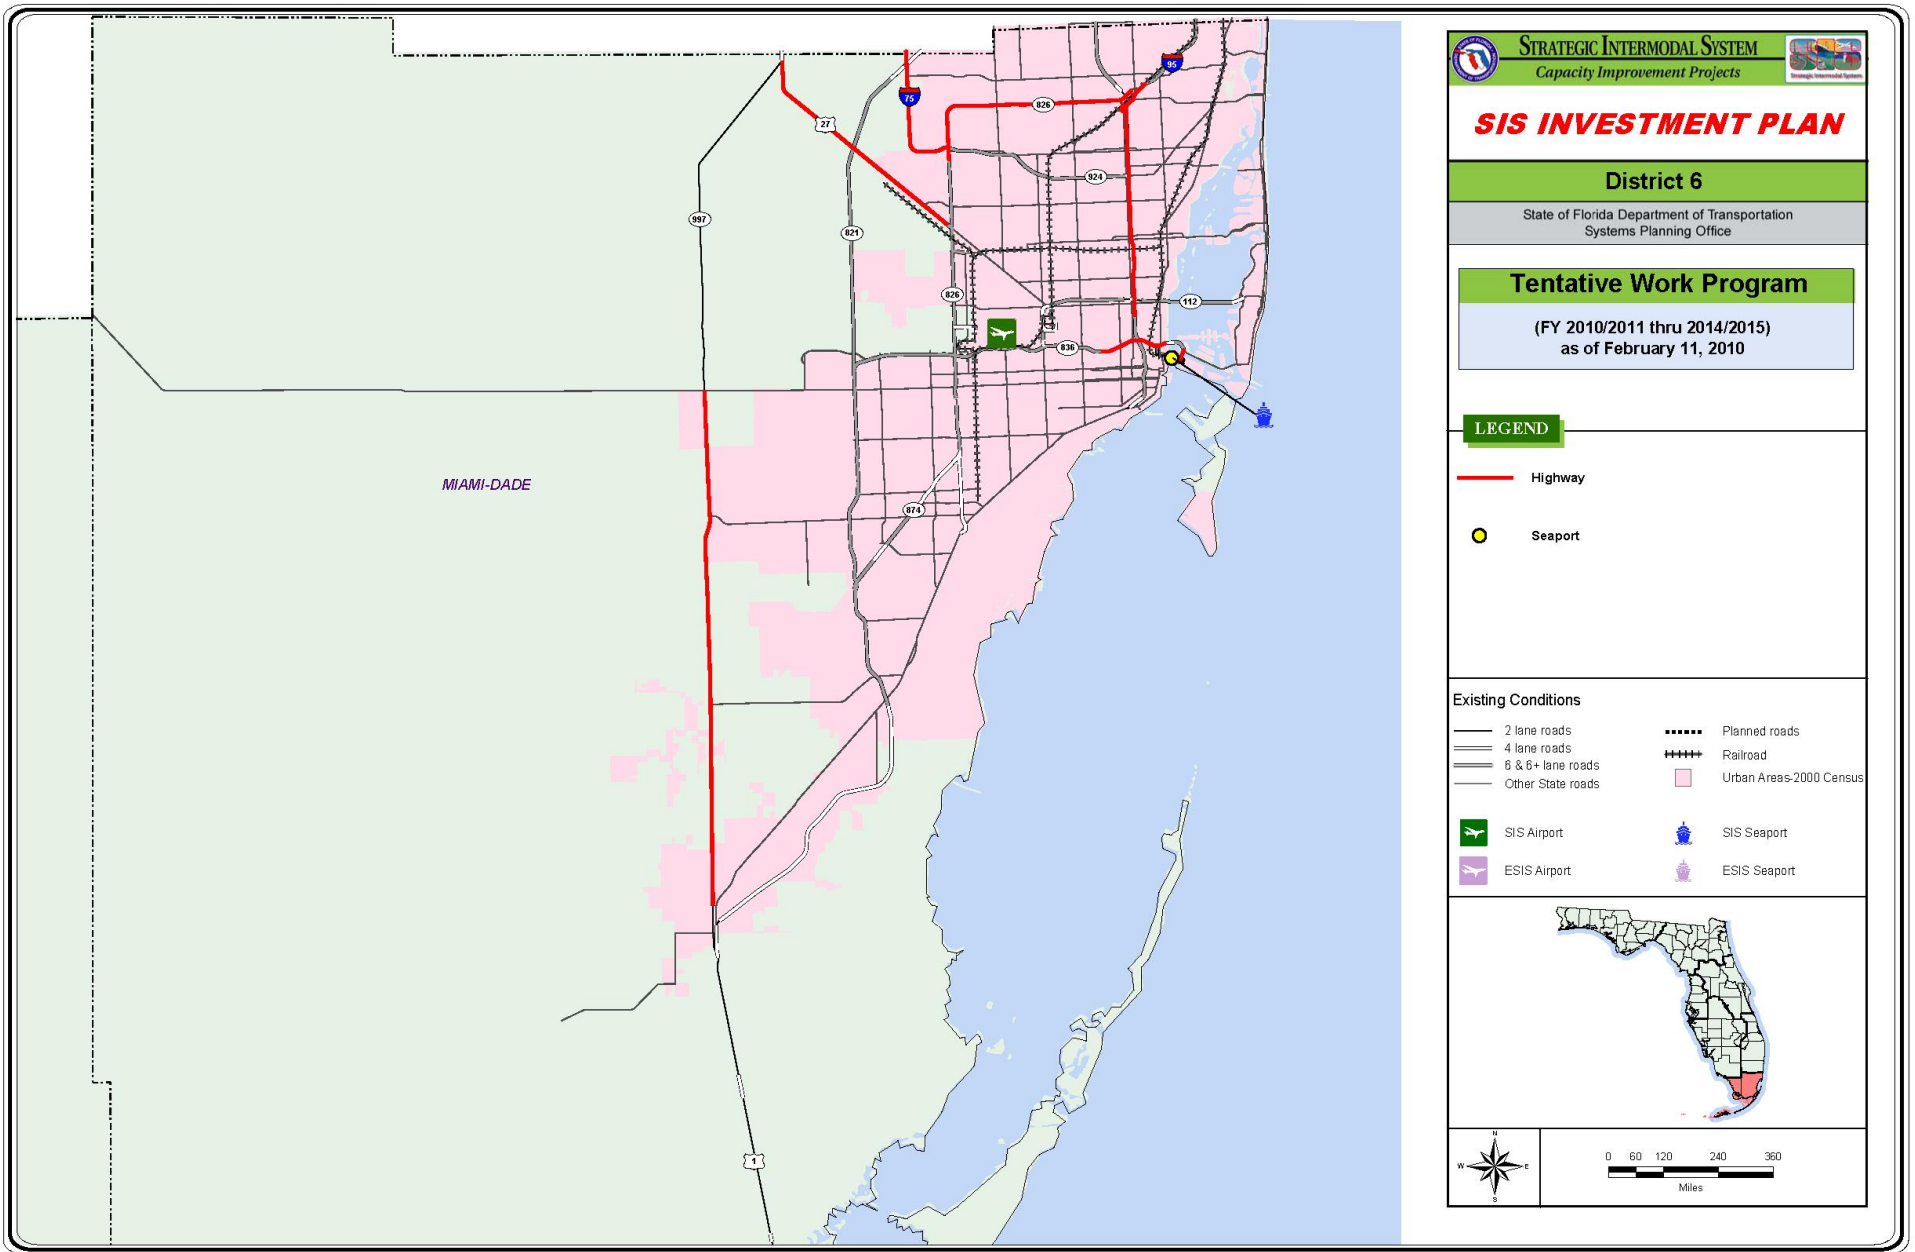 STRATEGIC INTERMODAL SYSTEM
Capacity Improvement Projects
SIS INVESTMENT PLAN
District 6
State of Florida Department of Transportation
Systems Planning Office
Tentative Work Program
(FY 2010/2011 thru 2014/2015)
as of February 11, 2010
LEGEND
Highway
Seaport
Existing Conditions
2 lane roads
4 lane roads
6 & 6+ lane roads
Other State roads
Planned roads
Railroad
Urban Areas-2000 Census
SIS Airport
ESIS Airport
SIS Seaport
ESIS Seaport
N
W
E
S
0 60 120 240 360
Miles
95
75
826
27
924
997
821
826
112
836
MIAMI-DADE
874
1